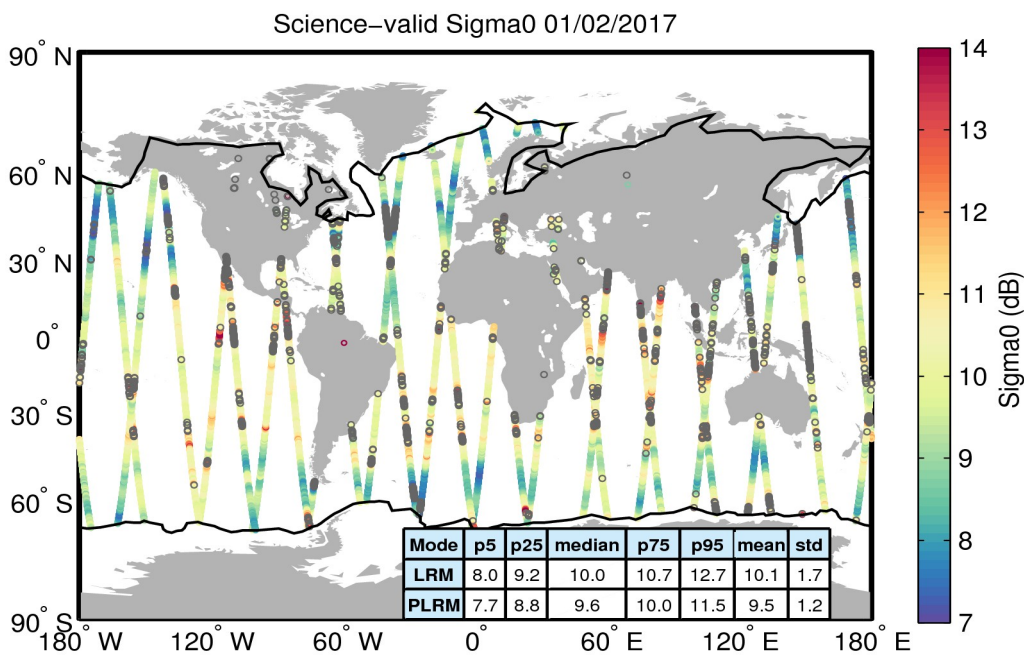 Science−valid Sigma0 01/02/2017
90° N
60° N
30° N
0°
30° S
60° S
90° S
180° W
120° W
60° W
0°
60° E
120° E
180° E
14
13
12
11
10
9
8
7
Sigma0 (dB)
Mode p5 p25 median p75 p95 mean std
LRM 8.0 9.2 10.0 10.7 12.7 10.1 1.7
PLRM 7.7 8.8 9.6 10.0 11.5 9.5 1.2